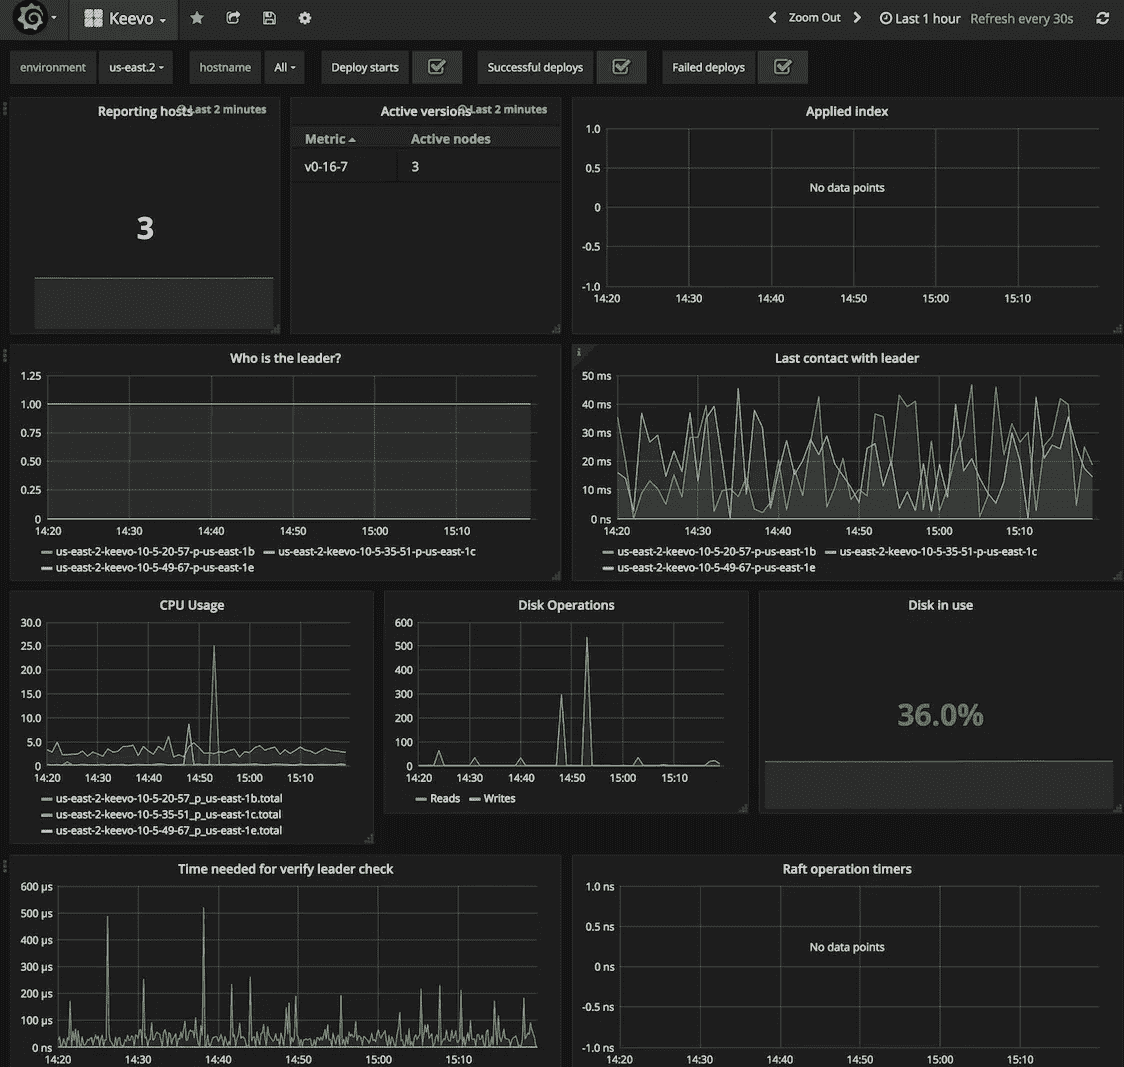 Keevo
Zoom Out
Last 1 hour Refresh every 30s
environment us-east.2 hostname All Deploy starts Successful deploys Failed deploys
Reporting hosts Last 2 minutes
3
Active versions Last 2 minutes
Metric Active nodes
v0-16-7 3
Applied index
1.0
0.5
0
-0.5
-1.0
No data points
14:20 14:30 14:40 14:50 15:00 15:10
Who is the leader?
1.25
1.00
0.75
0.50
0.25
0
14:20 14:30 14:40 14:50 15:00 15:10
us-east-2-keevo-10-5-20-57-p-us-east-1b us-east-2-keevo-10-5-35-51-p-us-east-1c
us-east-2-keevo-10-5-49-67-p-us-east-1e
Last contact with leader
50 ms
40 ms
30 ms
20 ms
10 ms
0 ns
14:20 14:30 14:40 14:50 15:00 15:10
us-east-2-keevo-10-5-20-57-p-us-east-1b us-east-2-keevo-10-5-35-51-p-us-east-1c
us-east-2-keevo-10-5-49-67-p-us-east-1e
CPU Usage
30.0
25.0
20.0
15.0
10.0
5.0
0
14:20 14:30 14:40 14:50 15:00 15:10
us-east-2-keevo-10-5-20-57_p_us-east-1b.total
us-east-2-keevo-10-5-35-51_p_us-east-1c.total
us-east-2-keevo-10-5-49-67_p_us-east-1e.total
Disk Operations
600
500
400
300
200
100
0
14:20 14:30 14:40 14:50 15:00 15:10
Reads Writes
Disk in use
36.0%
Time needed for verify leader check
600 µs
500 µs
400 µs
300 µs
200 µs
100 µs
0 ns
14:20 14:30 14:40 14:50 15:00 15:10
Raft operation timers
1.0 ns
0.5 ns
0 ns
-0.5 ns
-1.0 ns
No data points
14:20 14:30 14:40 14:50 15:00 15:10